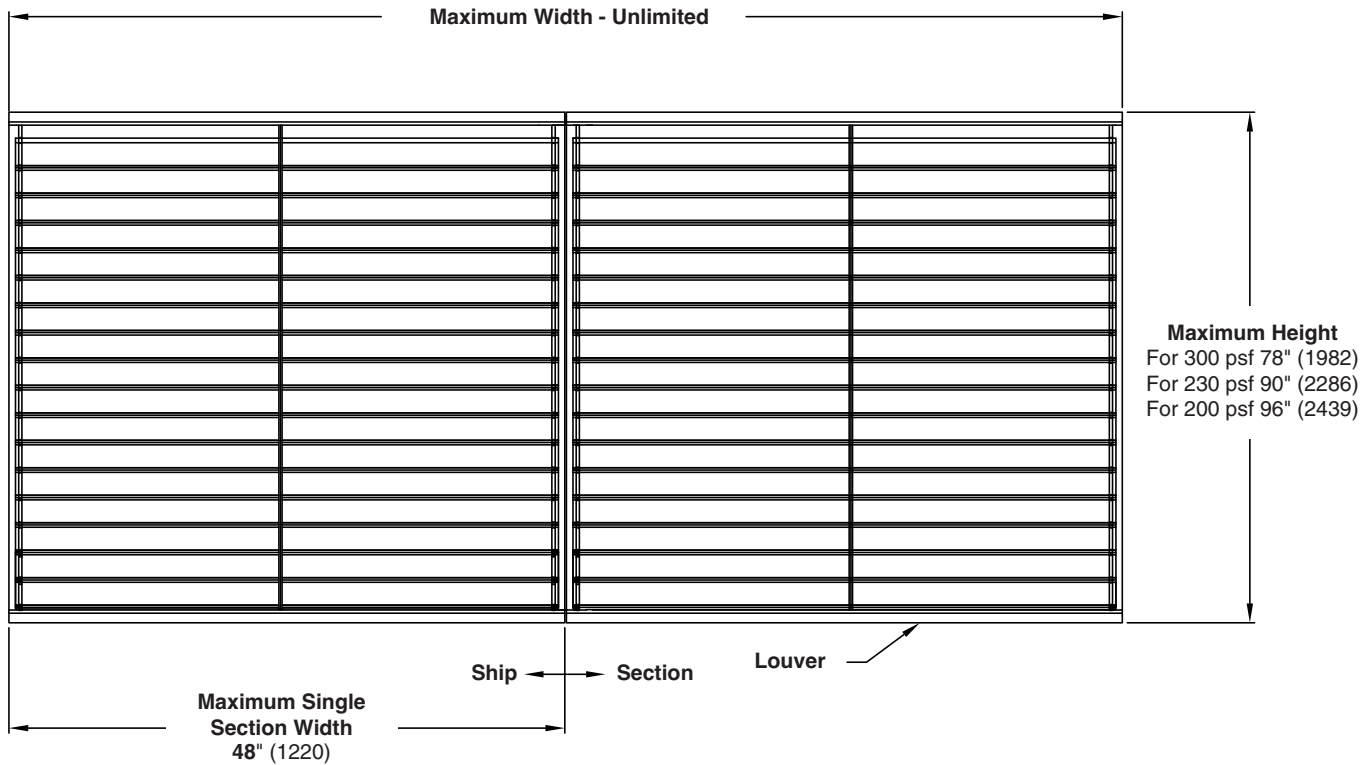 Maximum Width - Unlimited
Maximum Height
For 300 psf 78" (1982)
For 230 psf 90" (2286)
For 200 psf 96" (2439)
Ship
Section
Louver
Maximum Single
Section Width
48" (1220)